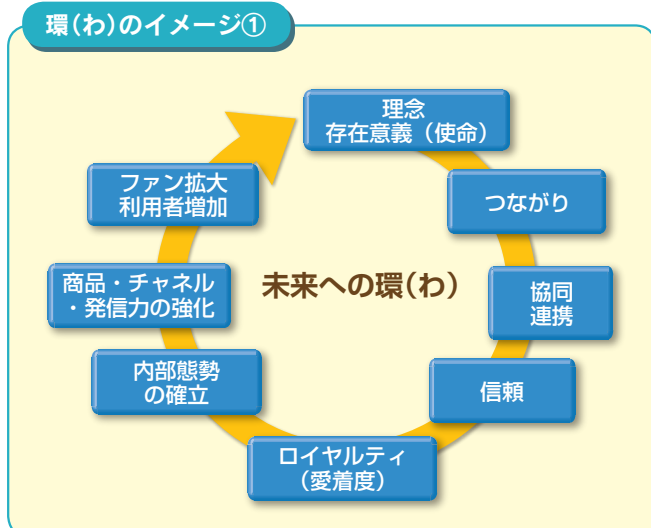 環(わ)のイメージ①
理念
存在意義（使命）
つながり
協同
連携
信頼
ロイヤルティ
（愛着度）
内部態勢
の確立
商品・チャネル
・発信力の強化
ファン拡大
利用者増加
未来への環(わ)